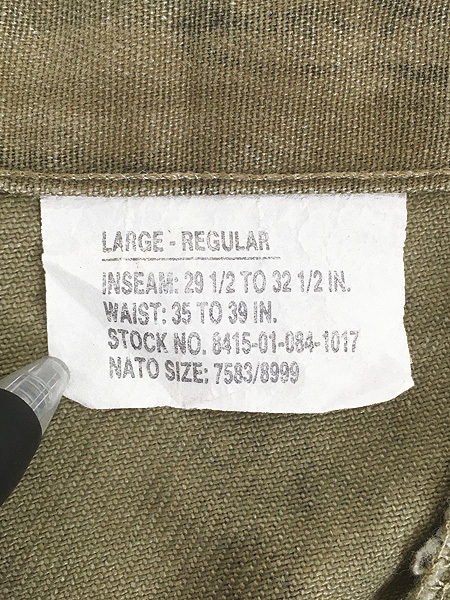 LARGE - REGULAR
INSEAM: 29 1/2 TO 32 1/2 IN.
WAIST: 35 TO 39 IN.
STOCK NO. 8415-01-084-1017
NATO SIZE: 7583/8999